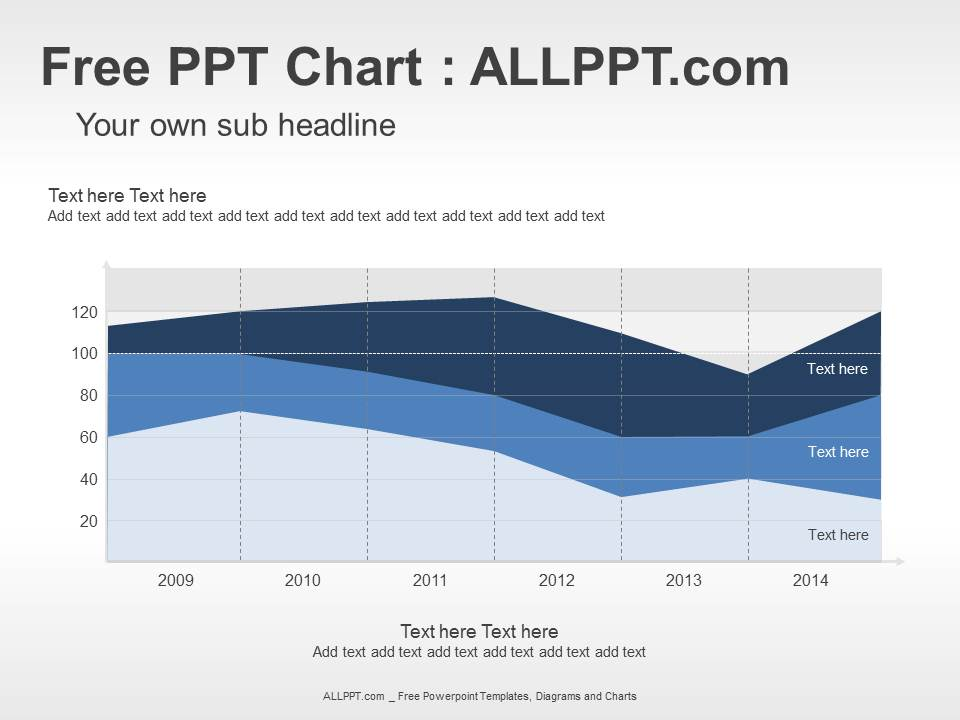 Free PPT Chart : ALLPPT.com
Your own sub headline
Text here Text here
Add text add text add text add text add text add text add text add text add text add text
120
100
80
60
40
20
Text here
Text here
Text here
2009 2010 2011 2012 2013 2014
Text here Text here
Add text add text add text add text add text add text
ALLPPT.com _ Free Powerpoint Templates, Diagrams and Charts